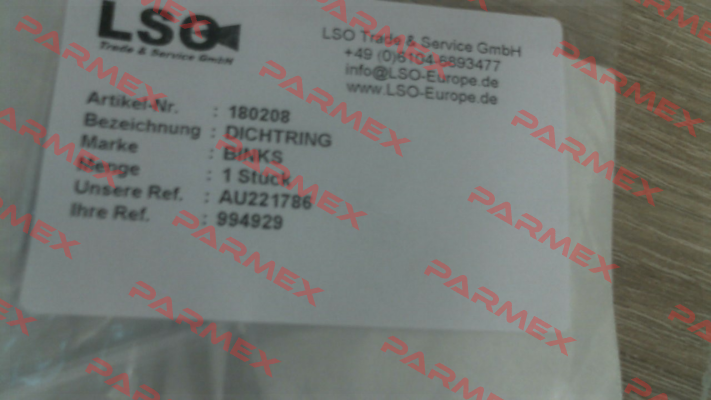 LSO
Trade & Service GmbH
LSO Trade & Service GmbH
+49 (0)6104-6893477
info@LSO-Europe.de
www.LSO-Europe.de
Artikel-Nr. : 180208
Bezeichnung : DICHTRING
Marke : BINKS
Menge : 1 Stück
Unsere Ref. : AU221786
Ihre Ref. : 994929
PARMEX